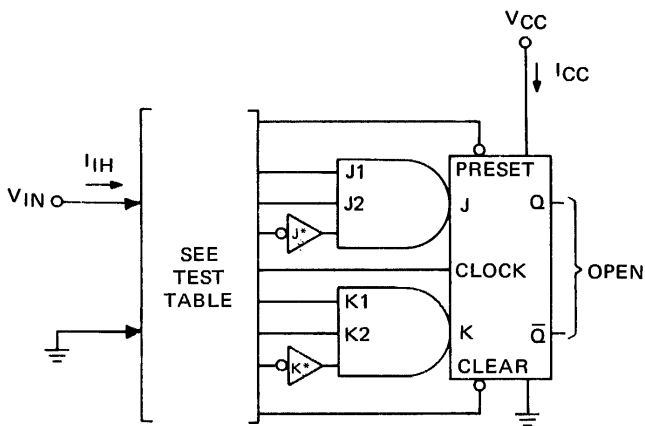 VCC
ICC
IIH
VIN
SEE
TEST
TABLE
J1
J2
J*
K1
K2
K*
PRESET
J
Q
CLOCK
K
Q̅
CLEAR
OPEN